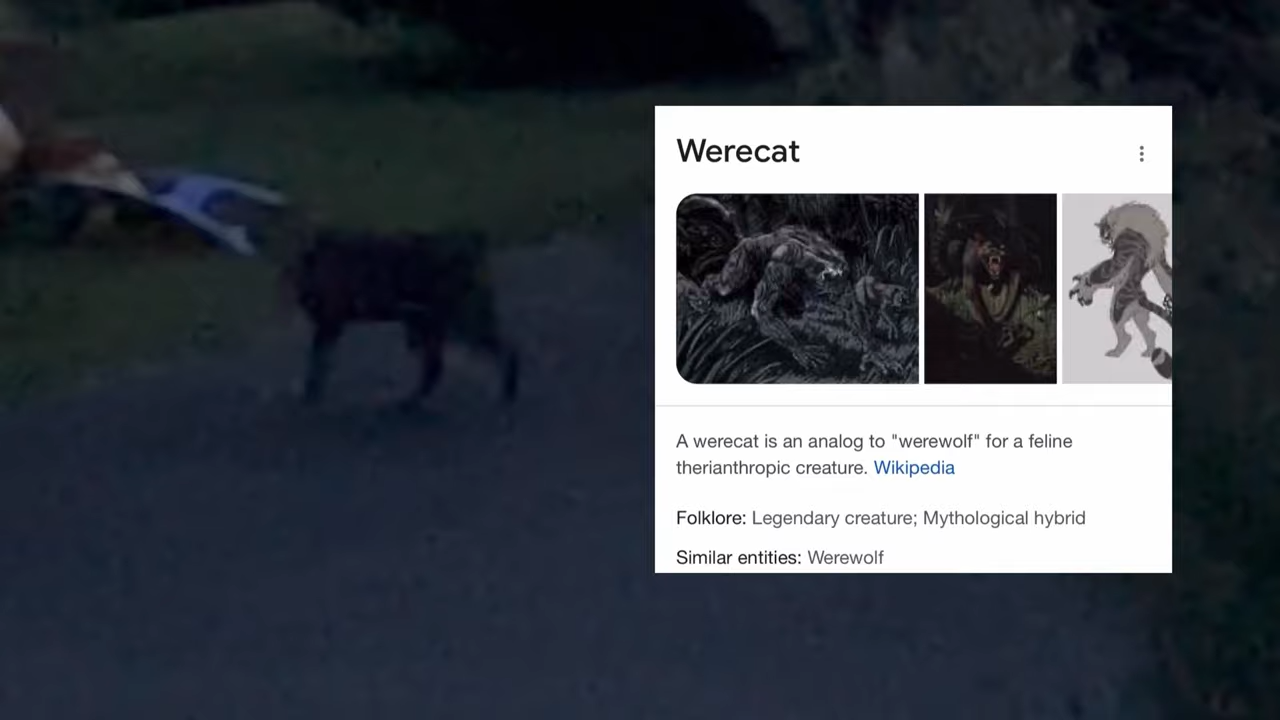 Werecat
A werecat is an analog to "werewolf" for a feline
therianthropic creature. Wikipedia
Folklore: Legendary creature; Mythological hybrid
Similar entities: Werewolf